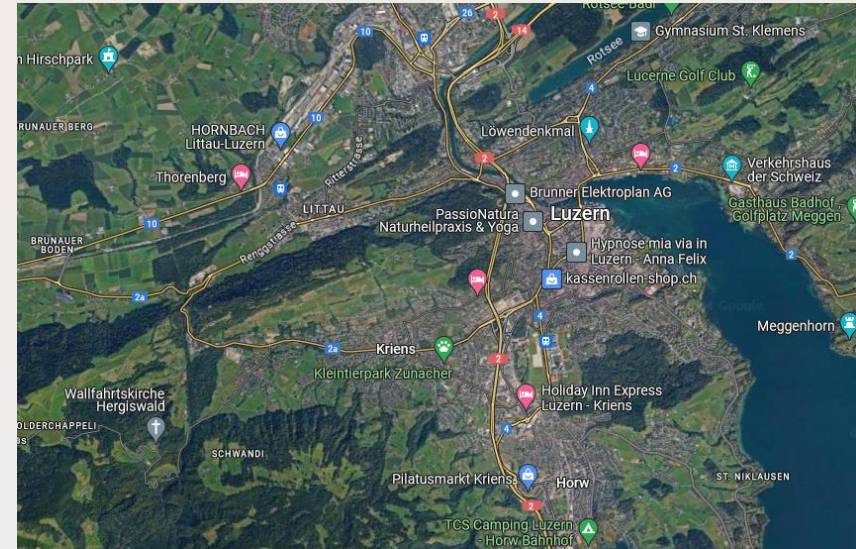 Rotsee-Badi
26
2
14
10
Gymnasium St. Klemens
Rotsee
n Hirschpark
4
Lucerne Golf Club
RUNAUER BERG
HORNBACH
Littau-Luzern
10
Löwendenkmal
Ritterstrasse
2
2
Verkehrshaus
der Schweiz
Thorenberg
Brunner Elektroplan AG
LITTAU
PassioNatura
Naturheilpraxis & Yoga
Luzern
Gasthaus Badhof,
Golfplatz Meggen
10
BRUNAUER
BODEN
Renggstrasse
Hypnose mia via in
Luzern - Anna Felix
2
kassenrollen-shop.ch
2a
Google
4
Meggenhorn
Kriens
2a
2
Kleintierpark Zunacher
Wallfahrtskirche
Hergiswald
Holiday Inn Express
Luzern - Kriens
OLDERCHÄPPELI
GS
4
SCHWANDI
Pilatusmarkt Kriens
Horw
ST. NIKLAUSEN
2
TCS Camping Luzern
- Horw Bahnhof